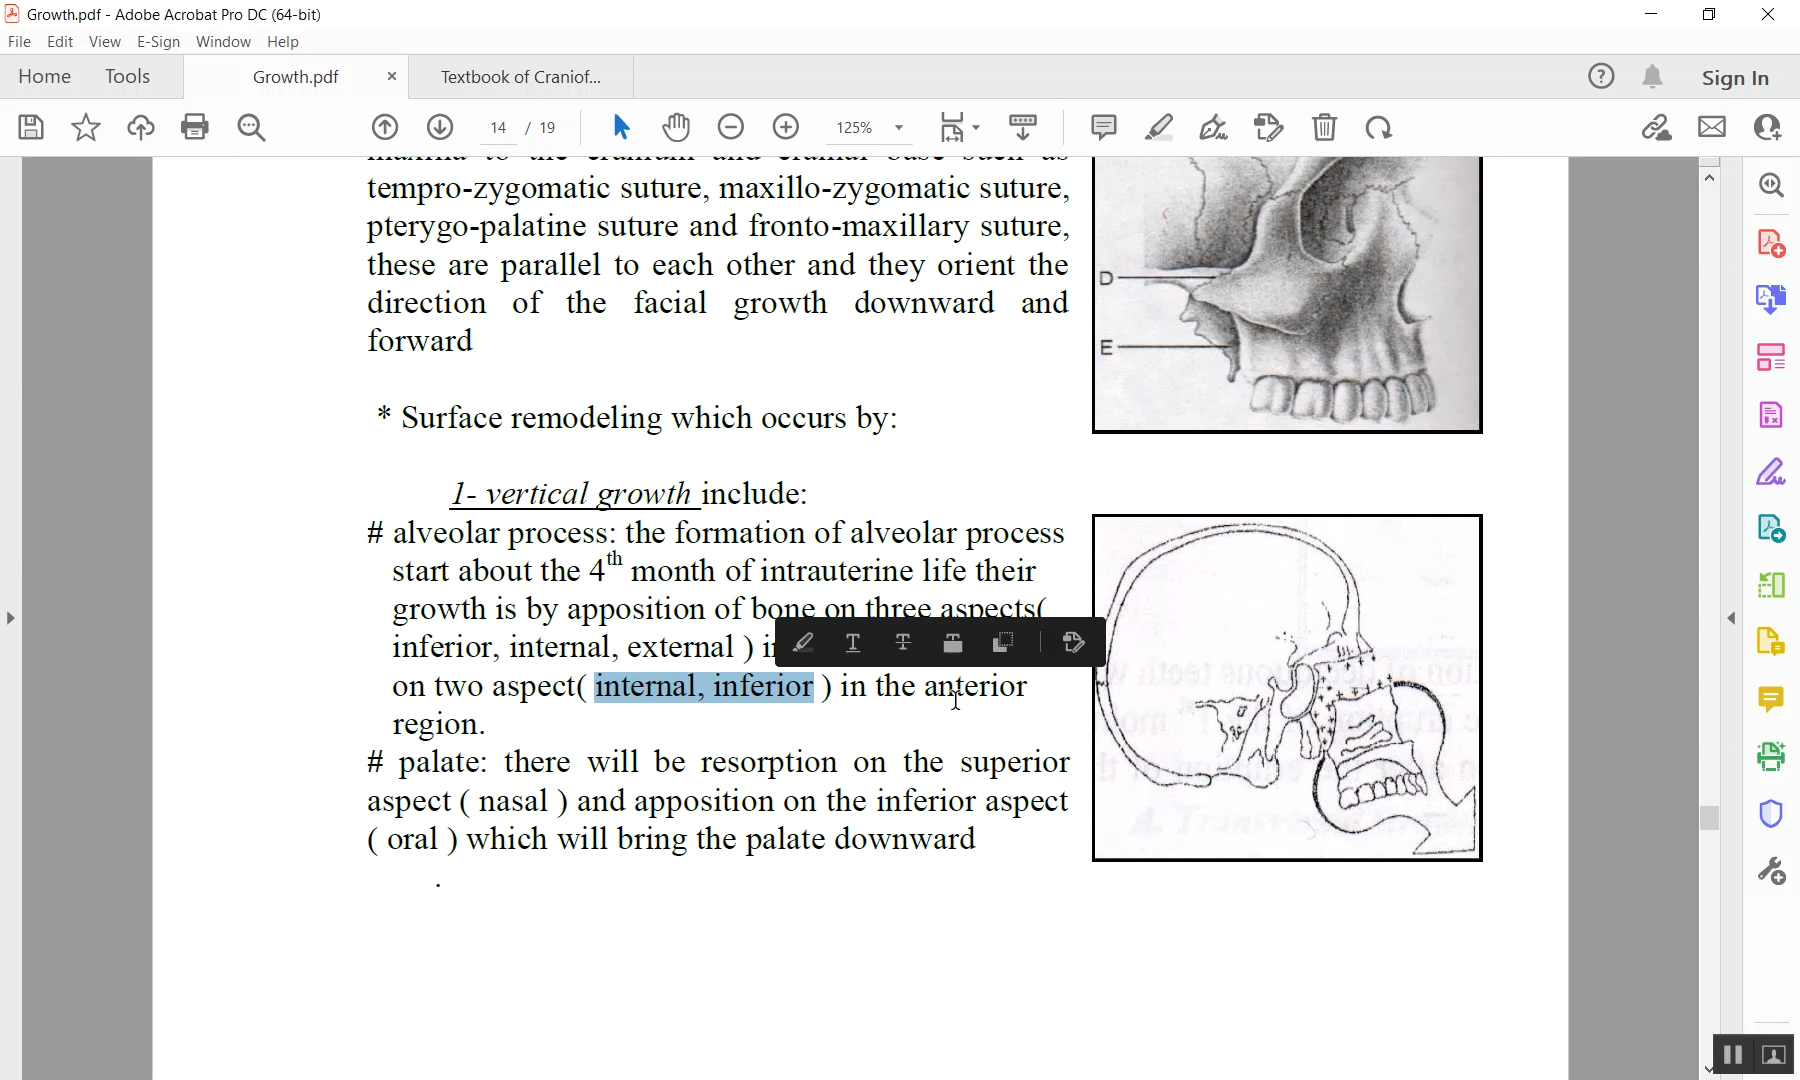 Growth.pdf - Adobe Acrobat Pro DC (64-bit)
File Edit View E-Sign Window Help
Home Tools Growth.pdf × Textbook of Craniof... Sign In
14 / 19 125%
tempro-zygomatic suture, maxillo-zygomatic suture,
pterygo-palatine suture and fronto-maxillary suture,
these are parallel to each other and they orient the
direction of the facial growth downward and
forward
D
E
* Surface remodeling which occurs by:
1- vertical growth include:
# alveolar process: the formation of alveolar process
start about the 4th month of intrauterine life their
growth is by apposition of bone on three aspects(
inferior, internal, external )
on two aspect( internal, inferior ) in the anterior
region.
# palate: there will be resorption on the superior
aspect ( nasal ) and apposition on the inferior aspect
( oral ) which will bring the palate downward
.